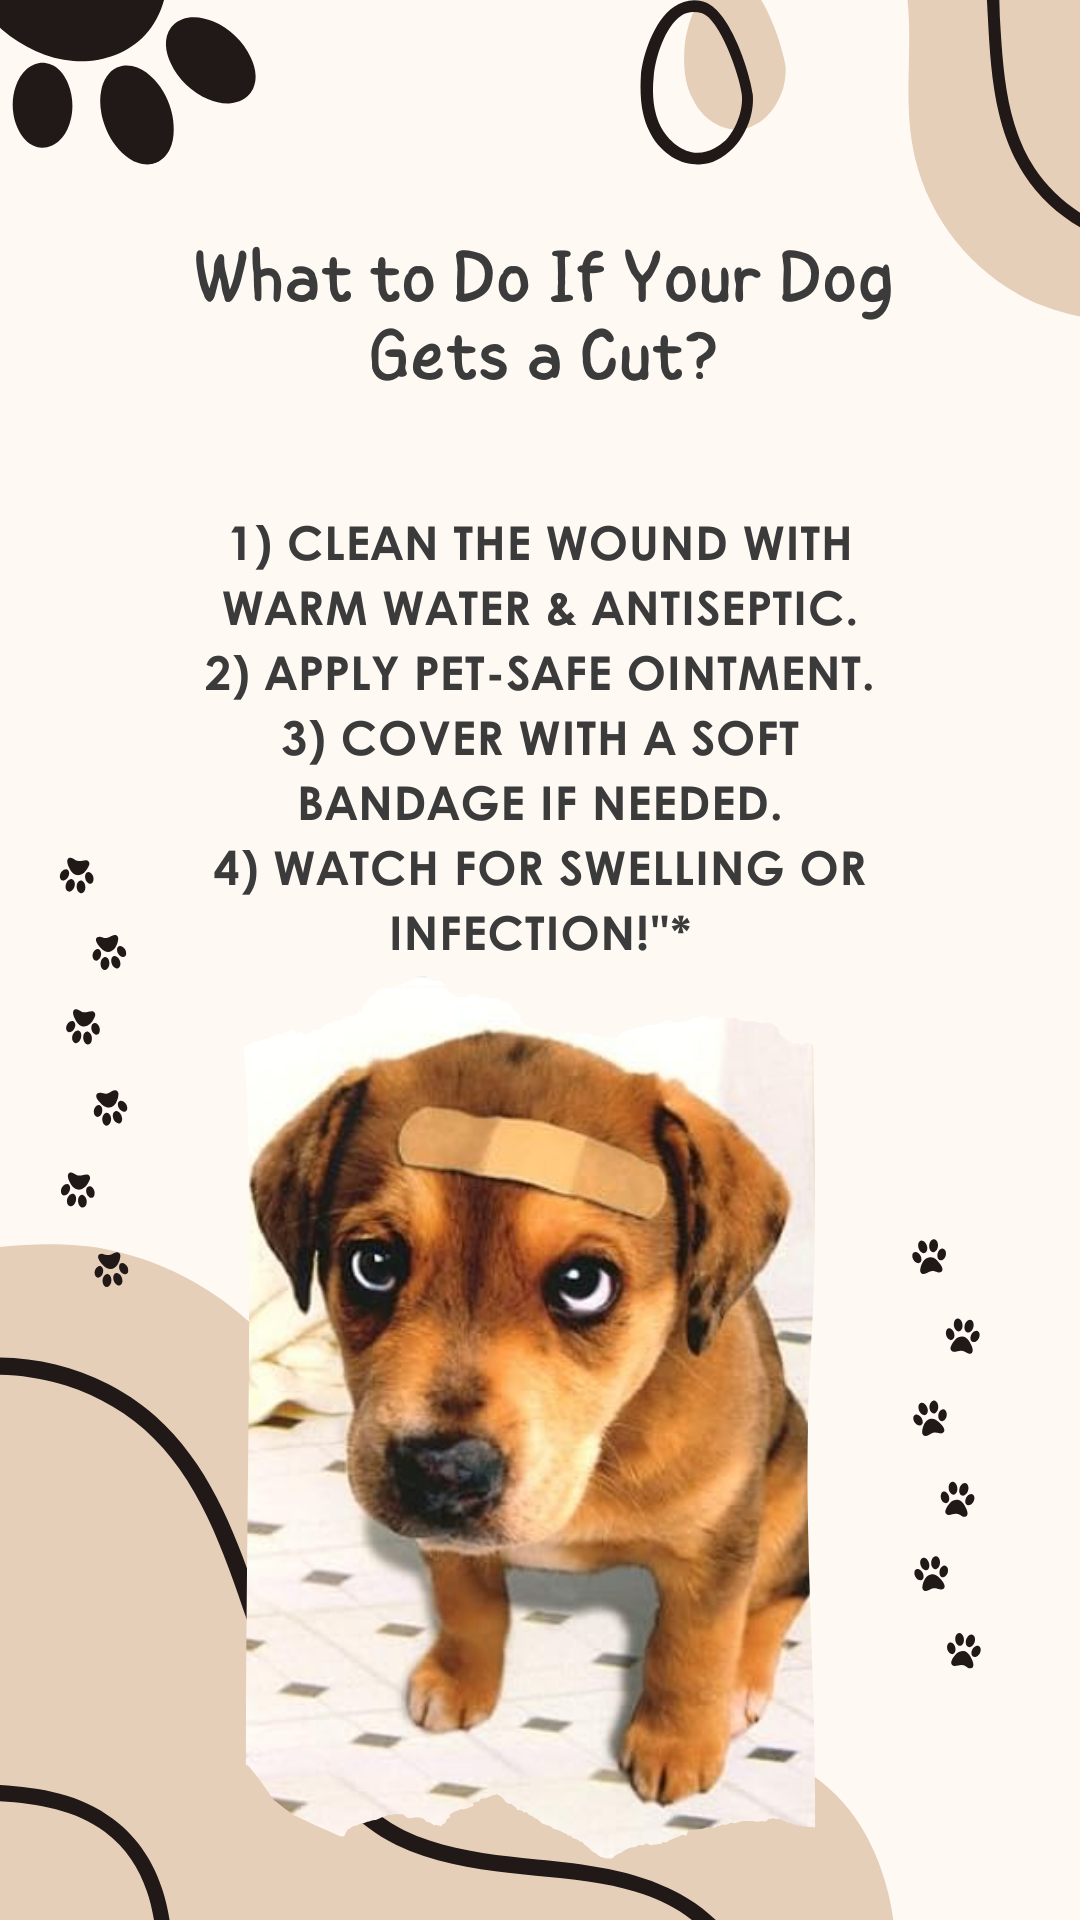 What to Do If Your Dog
Gets a Cut?
1) CLEAN THE WOUND WITH
WARM WATER & ANTISEPTIC.
2) APPLY PET-SAFE OINTMENT.
3) COVER WITH A SOFT
BANDAGE IF NEEDED.
4) WATCH FOR SWELLING OR
INFECTION!"*